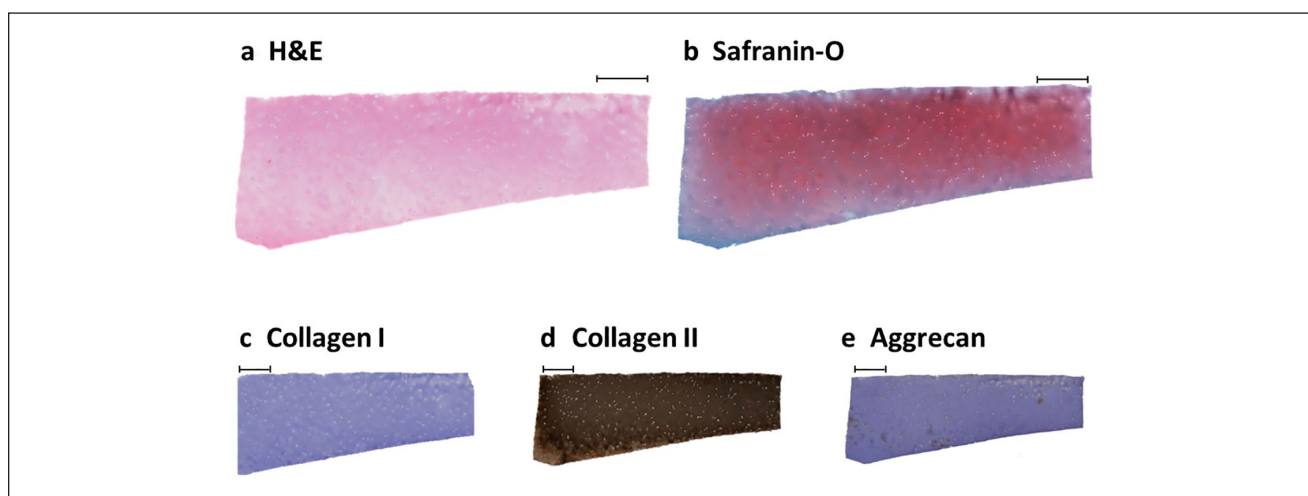 a H&E
b Safranin-O
c Collagen I
d Collagen II
e Aggrecan